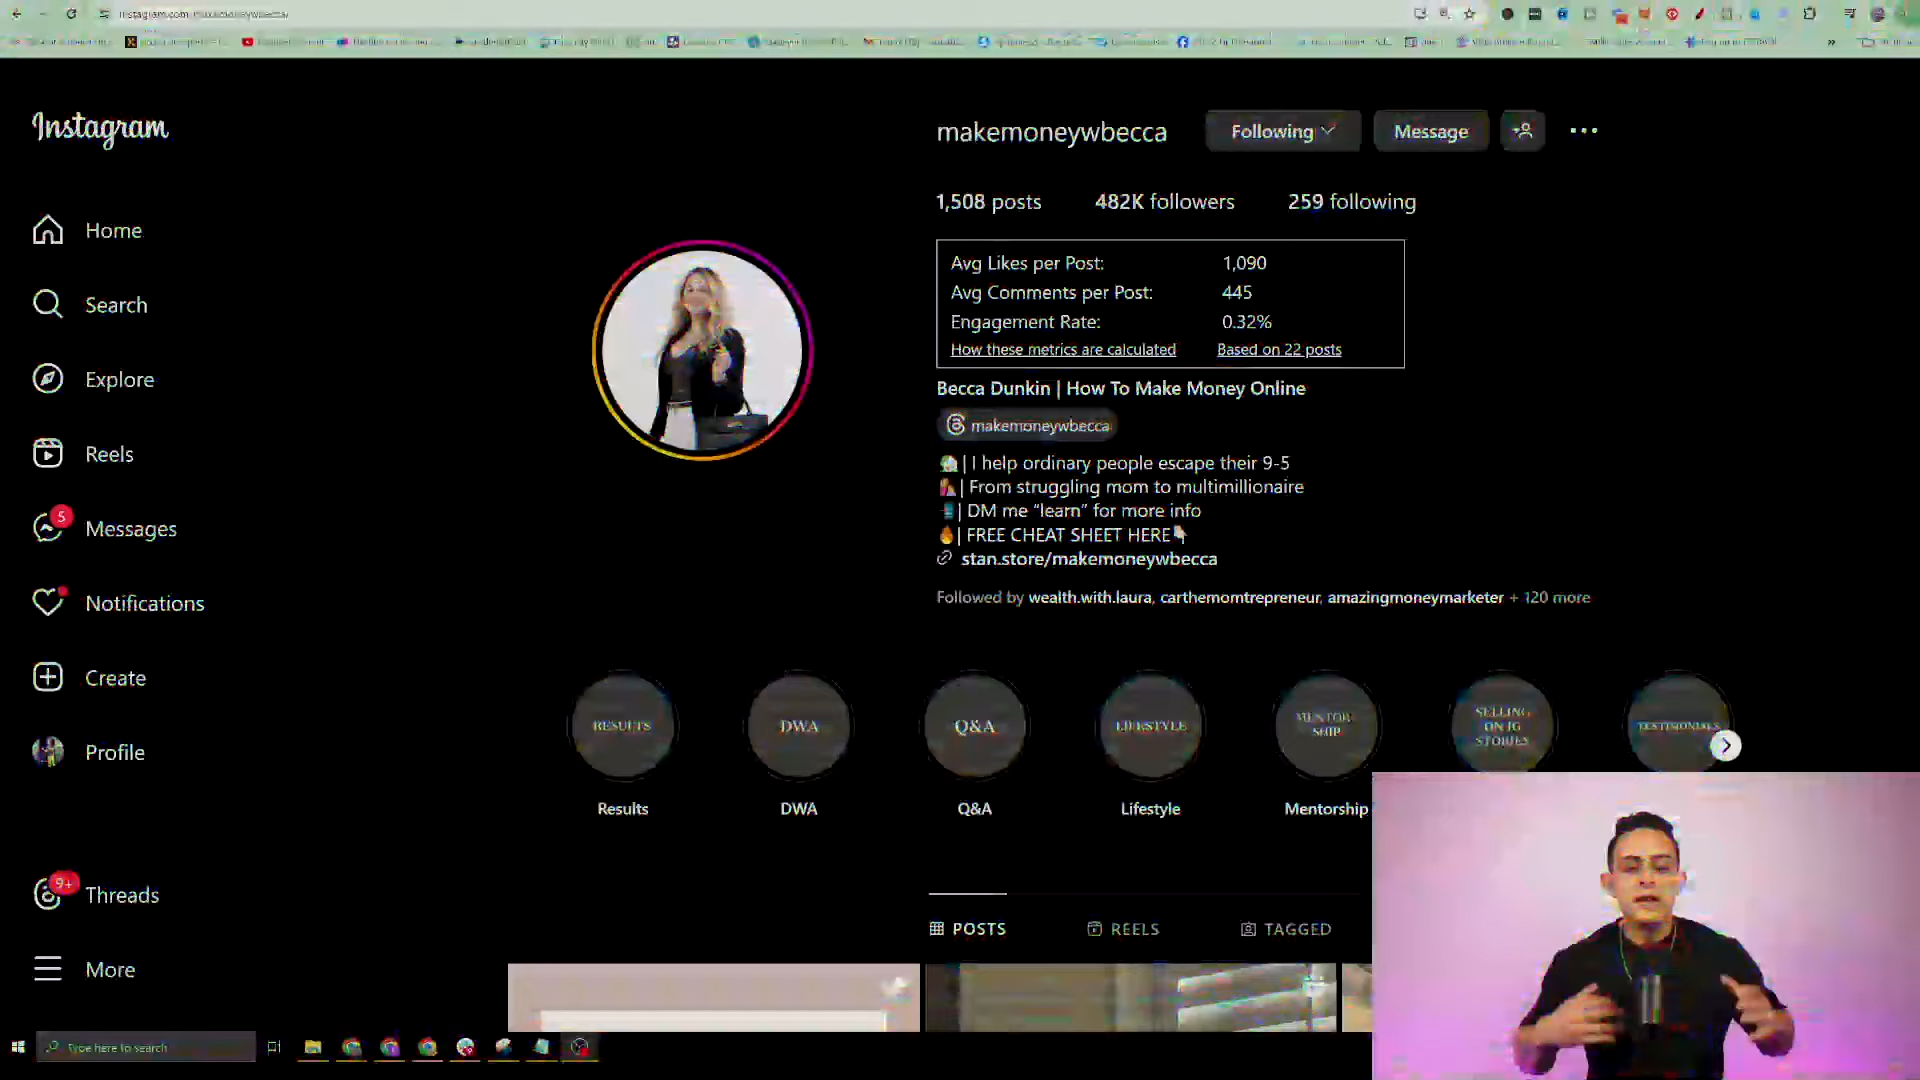 Instagram
Home
Search
Explore
Reels
5
Messages
Notifications
Create
Profile
9+
Threads
More
makemoneywbecca
Following
Message
1,508 posts
482K followers
259 following
Avg Likes per Post: 1,090
Avg Comments per Post: 445
Engagement Rate: 0.32%
How these metrics are calculated
Based on 22 posts
Becca Dunkin | How To Make Money Online
makemoneywbecca
| I help ordinary people escape their 9-5
| From struggling mom to multimillionaire
| DM me “learn” for more info
| FREE CHEAT SHEET HERE
stan.store/makemoneywbecca
Followed by wealth.with.laura, carthemomtrepreneur, amazingmoneymarketer + 120 more
RESULTS
DWA
Q&A
LIFESTYLE
MENTOR
SHIP
SELLING
ON IG
STORIES
TESTIMONIALS
Results
DWA
Q&A
Lifestyle
Mentorship
POSTS
REELS
TAGGED
Type here to search